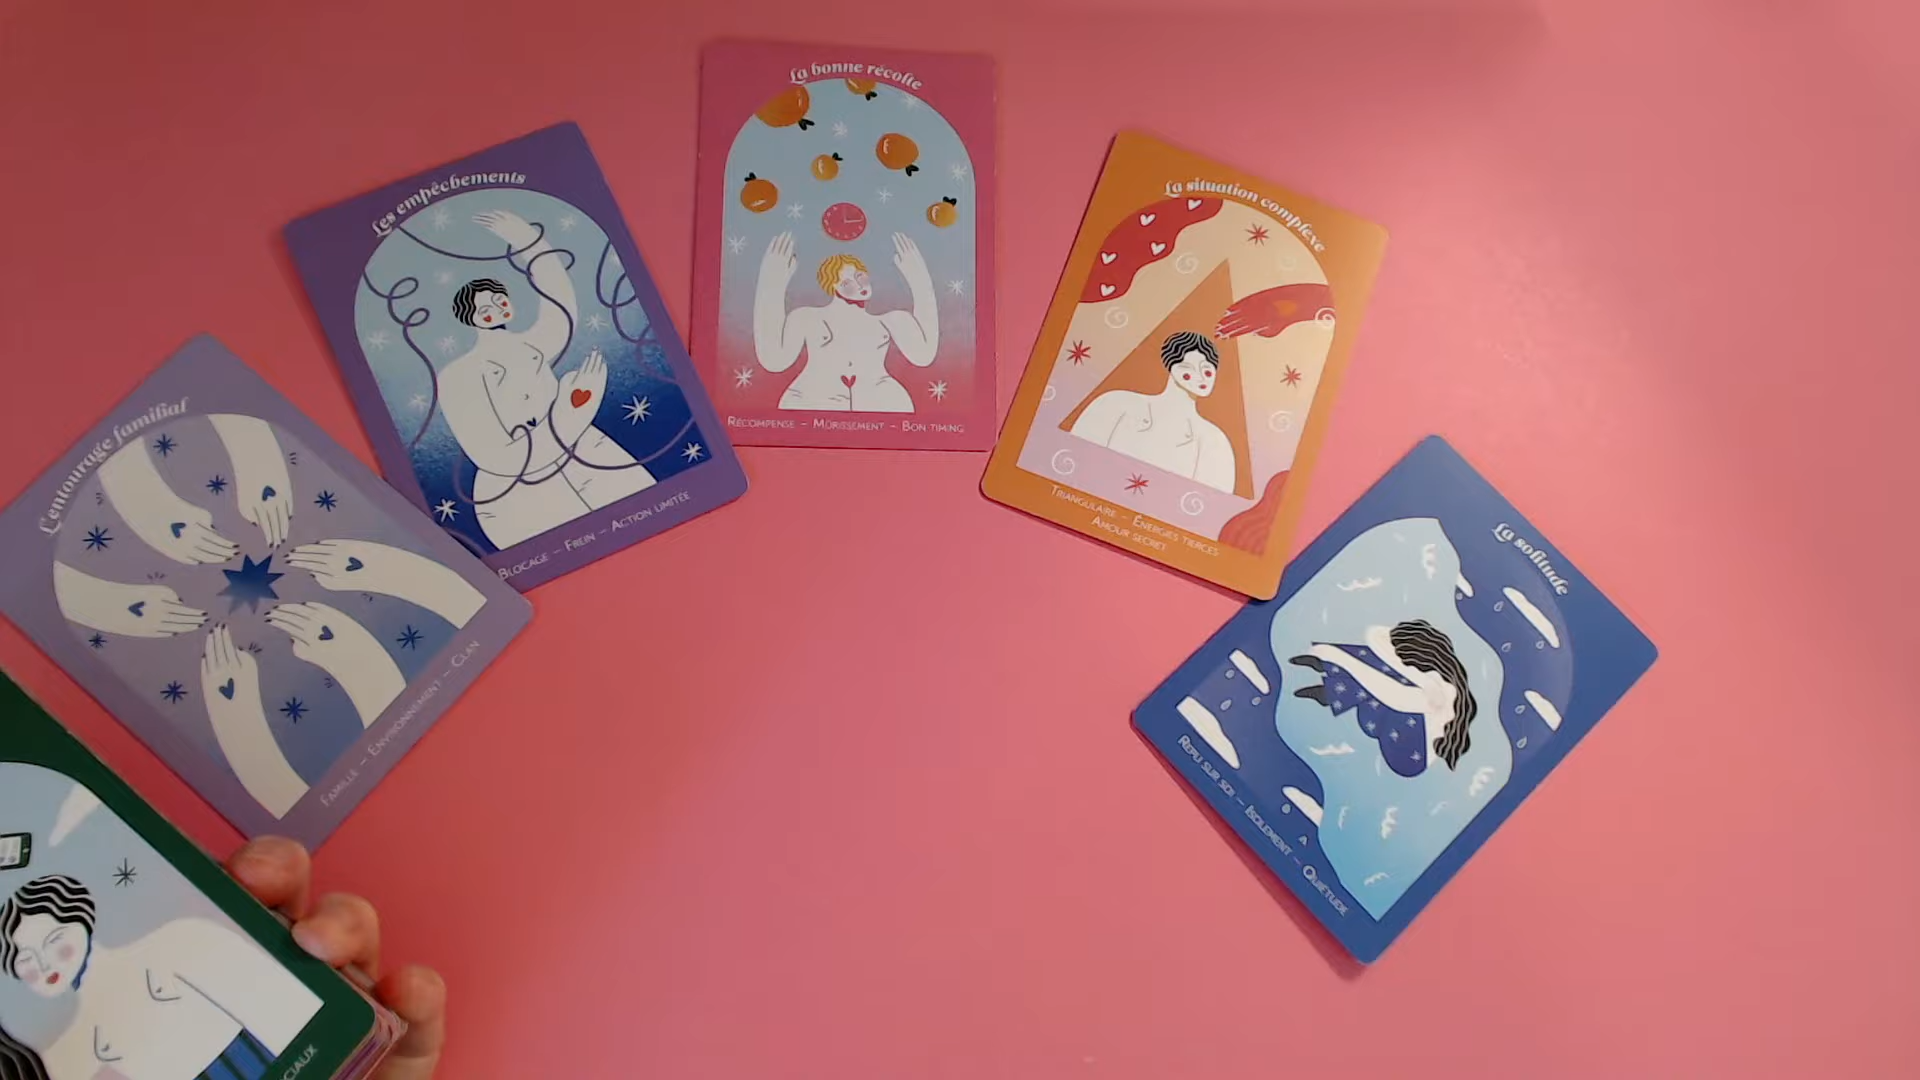 L'entourage familial
Famille – Environnement – Clan
Les empêchements
Blocage – Frein – Action limitée
La bonne récolte
Récompense – Mûrissement – Bon timing
La situation complexe
Triangulaire – Énergies tierces
Amour secret
La solitude
Repli sur soi – Isolement – Quiétude
ciaux